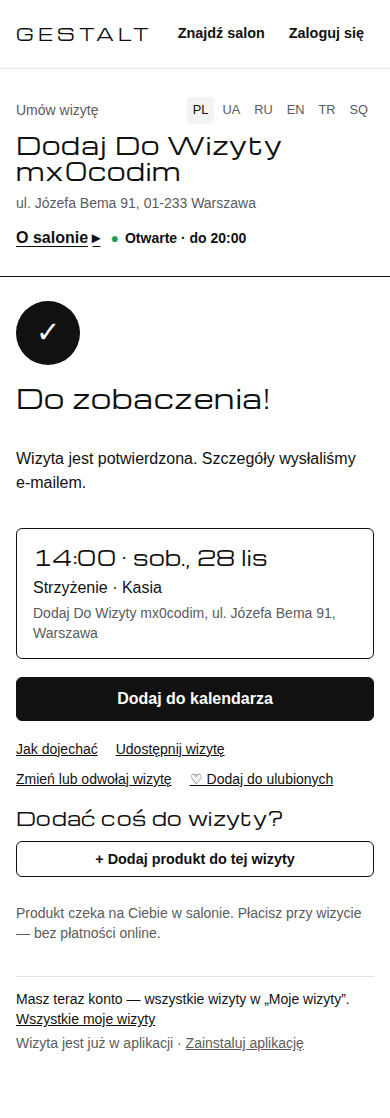 GESTALT Znajdź salon Zaloguj się
Umów wizytę PL UA RU EN TR SQ
Dodaj Do Wizyty
mx0codim
ul. Józefa Bema 91, 01-233 Warszawa
O salonie ▸ ● Otwarte · do 20:00
✓
Do zobaczenia!
Wizyta jest potwierdzona. Szczegóły wysłaliśmy
e-mailem.
14:00 · sob., 28 lis
Strzyżenie · Kasia
Dodaj Do Wizyty mx0codim, ul. Józefa Bema 91,
Warszawa
Dodaj do kalendarza
Jak dojechać Udostępnij wizytę
Zmień lub odwołaj wizytę ♡ Dodaj do ulubionych
Dodać coś do wizyty?
+ Dodaj produkt do tej wizyty
Produkt czeka na Ciebie w salonie. Płacisz przy wizycie
— bez płatności online.
Masz teraz konto — wszystkie wizyty w „Moje wizyty”.
Wszystkie moje wizyty
Wizyta jest już w aplikacji · Zainstaluj aplikację